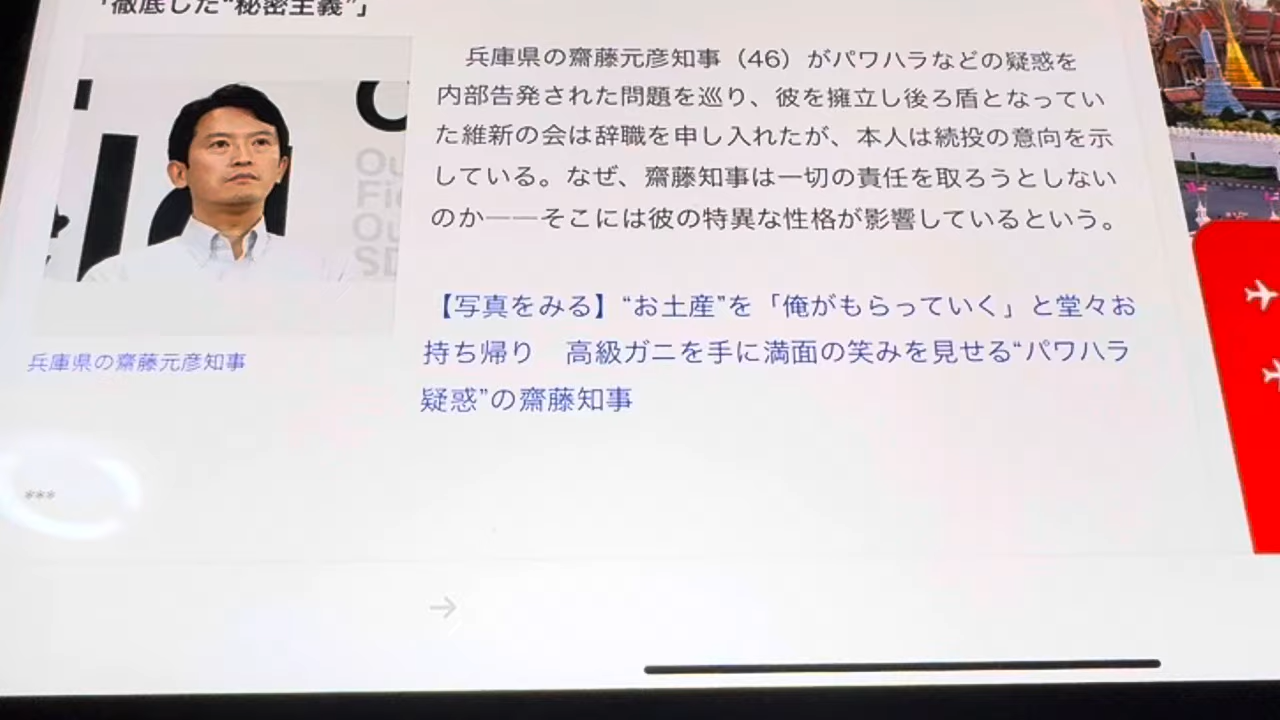 「徹底した“秘密主義”」
兵庫県の齋藤元彦知事（46）がパワハラなどの疑惑を
内部告発された問題を巡り、彼を擁立し後ろ盾となってい
た維新の会は辞職を申し入れたが、本人は続投の意向を示
している。なぜ、齋藤知事は一切の責任を取ろうとしない
のか――そこには彼の特異な性格が影響しているという。
【写真をみる】“お土産”を「俺がもらっていく」と堂々お
持ち帰り　高級ガニを手に満面の笑みを見せる“パワハラ
疑惑”の齋藤知事
兵庫県の齋藤元彦知事
***